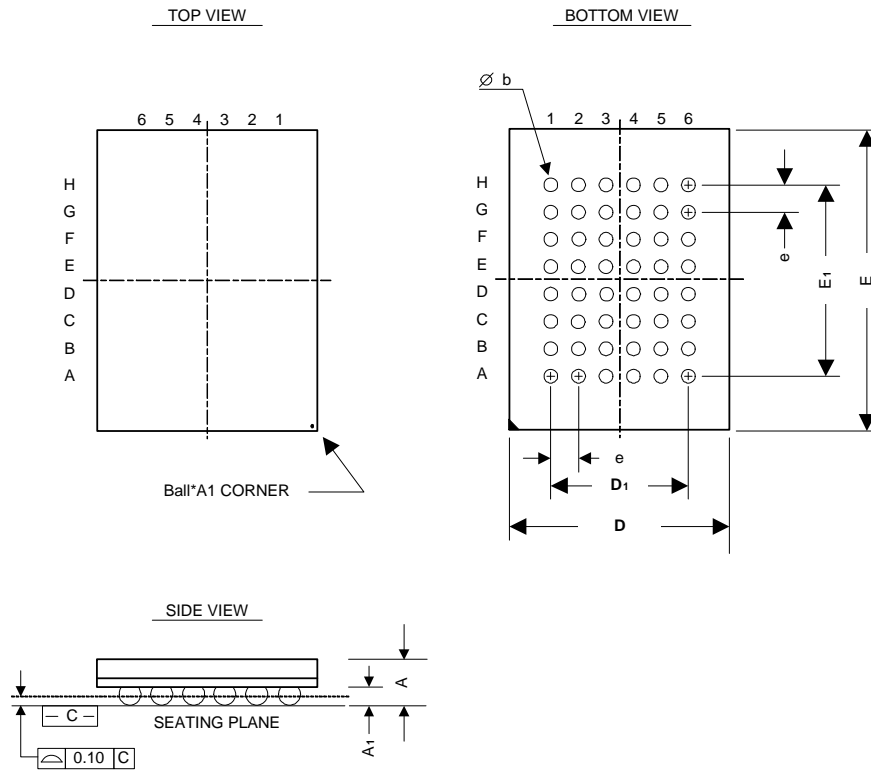 TOP VIEW
BOTTOM VIEW
6 5 4 3 2 1
H
G
F
E
D
C
B
A
Ball*A1 CORNER
Ø b
1 2 3 4 5 6
H
G
F
E
D
C
B
A
e
E1
E
e
D1
D
SIDE VIEW
A
A1
C
SEATING PLANE
0.10 C